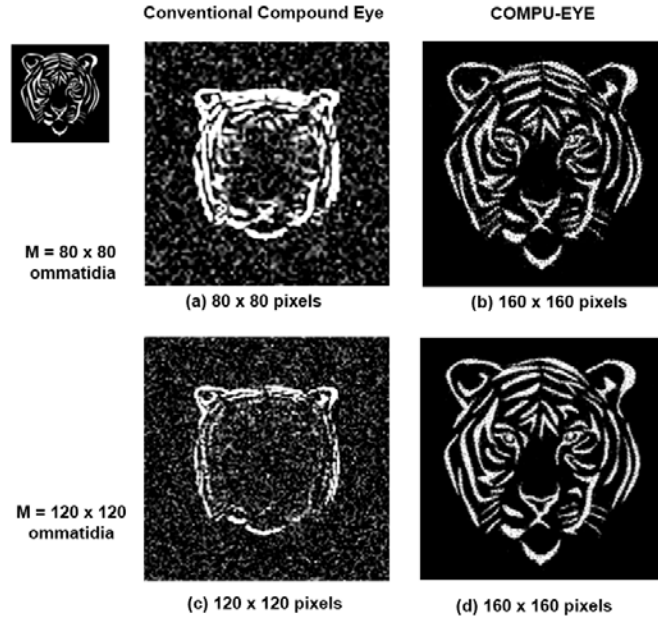 Conventional Compound Eye
COMPU-EYE
M = 80 x 80
ommatidia
(a) 80 x 80 pixels
(b) 160 x 160 pixels
M = 120 x 120
ommatidia
(c) 120 x 120 pixels
(d) 160 x 160 pixels